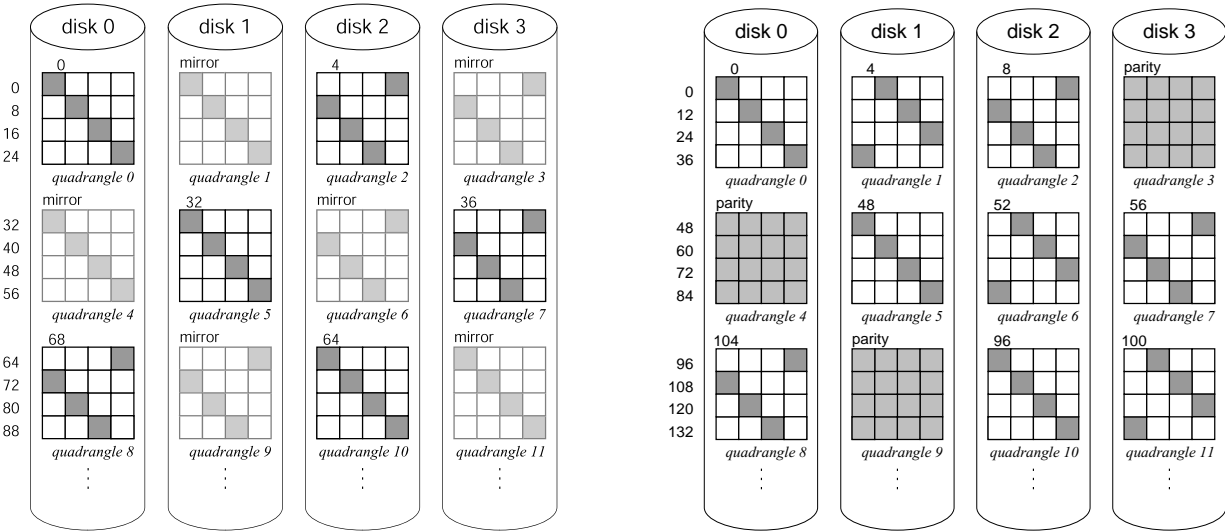 disk 0 disk 1 disk 2 disk 3
0 mirror 4 mirror
0
8
16
24
quadrangle 0 quadrangle 1 quadrangle 2 quadrangle 3
mirror 32 mirror 36
32
40
48
56
quadrangle 4 quadrangle 5 quadrangle 6 quadrangle 7
68 mirror 64 mirror
64
72
80
88
quadrangle 8 quadrangle 9 quadrangle 10 quadrangle 11
disk 0 disk 1 disk 2 disk 3
0 4 8 parity
0
12
24
36
quadrangle 0 quadrangle 1 quadrangle 2 quadrangle 3
parity 48 52 56
48
60
72
84
quadrangle 4 quadrangle 5 quadrangle 6 quadrangle 7
104 parity 96 100
96
108
120
132
quadrangle 8 quadrangle 9 quadrangle 10 quadrangle 11